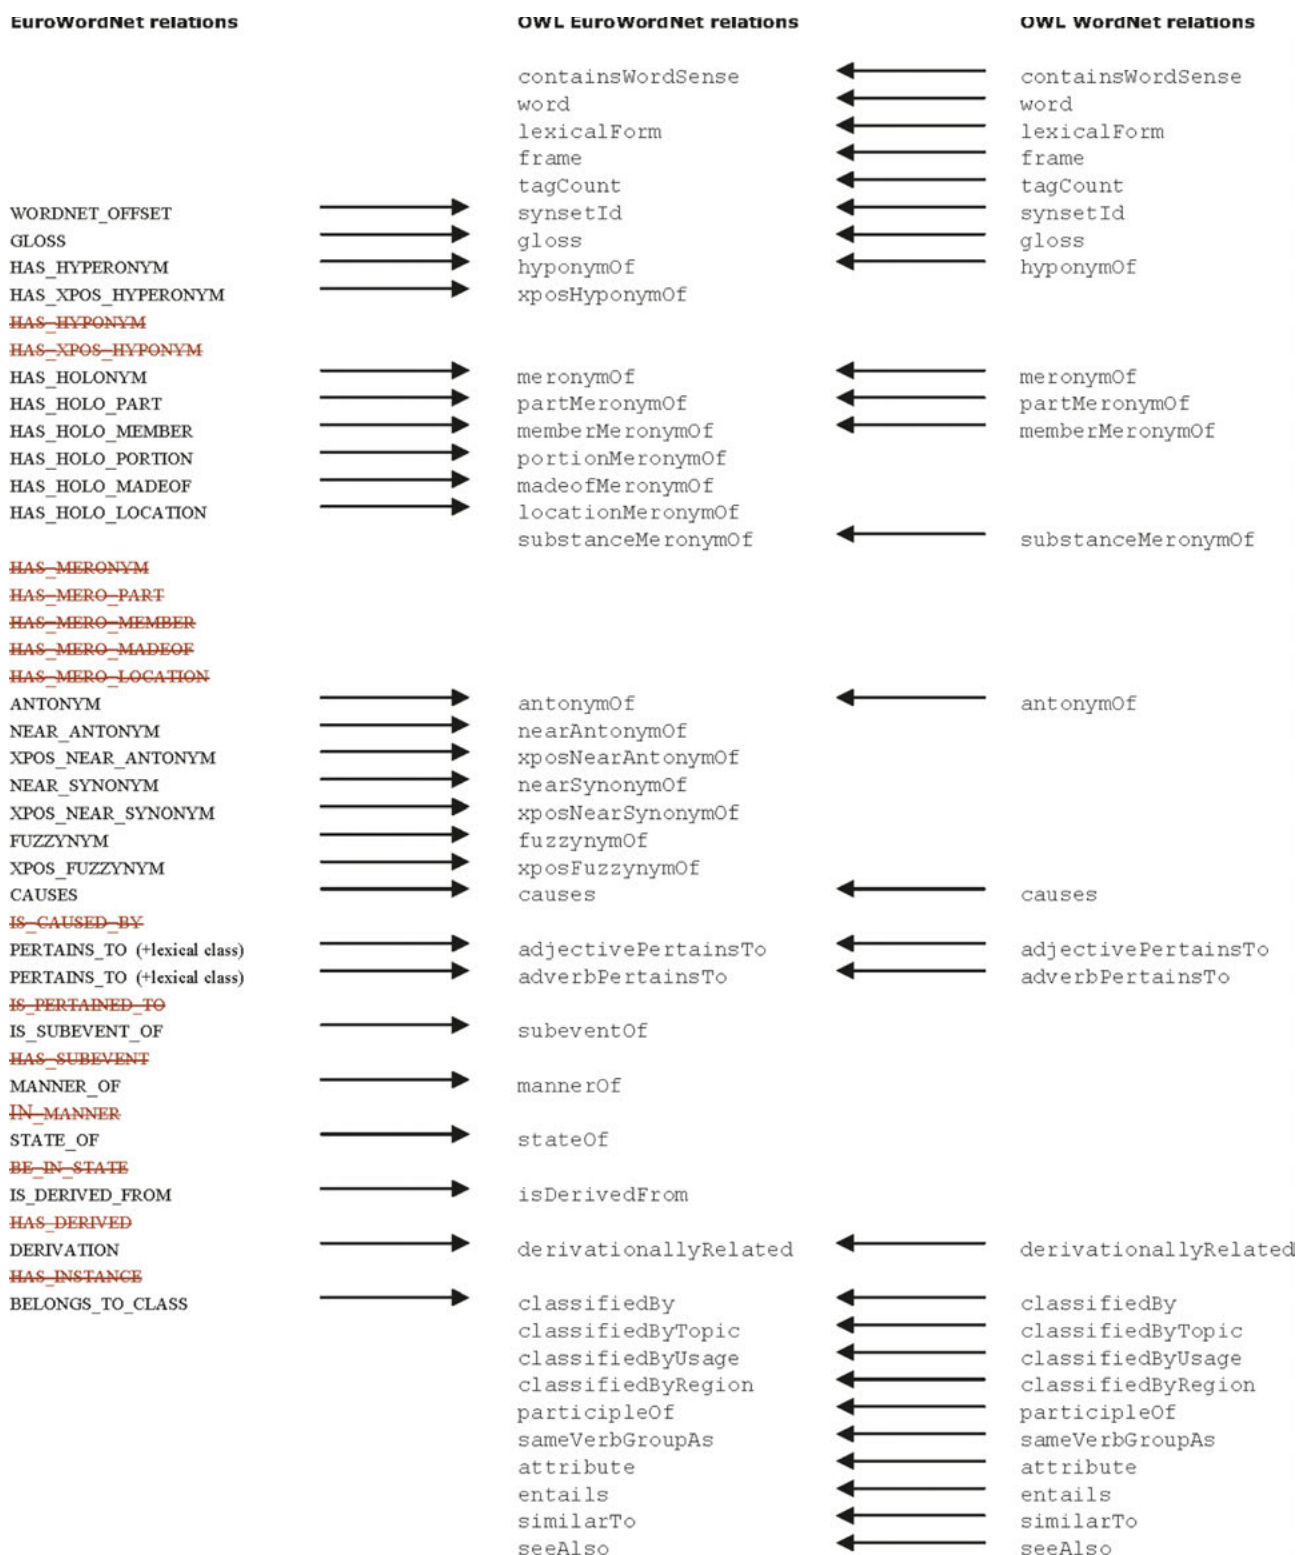 EuroWordNet relations OWL EuroWordNet relations OWL WordNet relations
containsWordSense containsWordSense
word word
lexicalForm lexicalForm
frame frame
tagCount tagCount
WORDNET_OFFSET synsetId synsetId
GLOSS gloss gloss
HAS_HYPERONYM hyponymOf hyponymOf
HAS_XPOS_HYPERONYM xposHyponymOf
HAS_HYPONYM
HAS_XPOS_HYPONYM
HAS_HOLONYM meronymOf meronymOf
HAS_HOLO_PART partMeronymOf partMeronymOf
HAS_HOLO_MEMBER memberMeronymOf memberMeronymOf
HAS_HOLO_PORTION portionMeronymOf
HAS_HOLO_MADEOF madeofMeronymOf
HAS_HOLO_LOCATION locationMeronymOf
substanceMeronymOf substanceMeronymOf
HAS_MERONYM
HAS_MERO_PART
HAS_MERO_MEMBER
HAS_MERO_MADEOF
HAS_MERO_LOCATION
ANTONYM antonymOf antonymOf
NEAR_ANTONYM nearAntonymOf
XPOS_NEAR_ANTONYM xposNearAntonymOf
NEAR_SYNONYM nearSynonymOf
XPOS_NEAR_SYNONYM xposNearSynonymOf
FUZZYNYM fuzzynymOf
XPOS_FUZZYNYM xposFuzzynymOf
CAUSES causes causes
IS_CAUSED_BY
PERTAINS_TO (+lexical class) adjectivePertainsTo adjectivePertainsTo
PERTAINS_TO (+lexical class) adverbPertainsTo adverbPertainsTo
IS_PERTAINED_TO
IS_SUBEVENT_OF subeventOf
HAS_SUBEVENT
MANNER_OF mannerOf
IN_MANNER
STATE_OF stateOf
BE_IN_STATE
IS_DERIVED_FROM isDerivedFrom
HAS_DERIVED
DERIVATION derivationallyRelated derivationallyRelated
HAS_INSTANCE
BELONGS_TO_CLASS classifiedBy classifiedBy
classifiedByTopic classifiedByTopic
classifiedByUsage classifiedByUsage
classifiedByRegion classifiedByRegion
participleOf participleOf
sameVerbGroupAs sameVerbGroupAs
attribute attribute
entails entails
similarTo similarTo
seeAlso seeAlso